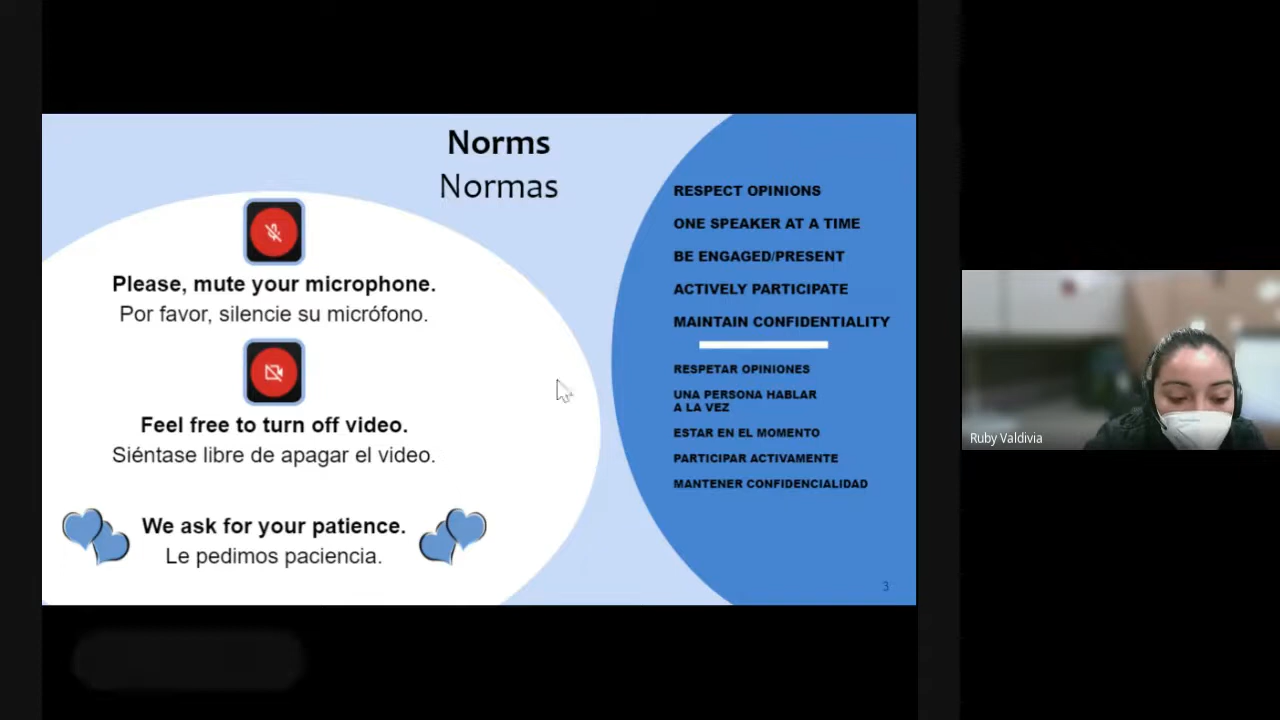 Norms
Normas
Please, mute your microphone.
Por favor, silencie su micrófono.
Feel free to turn off video.
Siéntase libre de apagar el video.
We ask for your patience.
Le pedimos paciencia.
RESPECT OPINIONS
ONE SPEAKER AT A TIME
BE ENGAGED/PRESENT
ACTIVELY PARTICIPATE
MAINTAIN CONFIDENTIALITY
RESPETAR OPINIONES
UNA PERSONA HABLAR
A LA VEZ
ESTAR EN EL MOMENTO
PARTICIPAR ACTIVAMENTE
MANTENER CONFIDENCIALIDAD
3
Ruby Valdivia